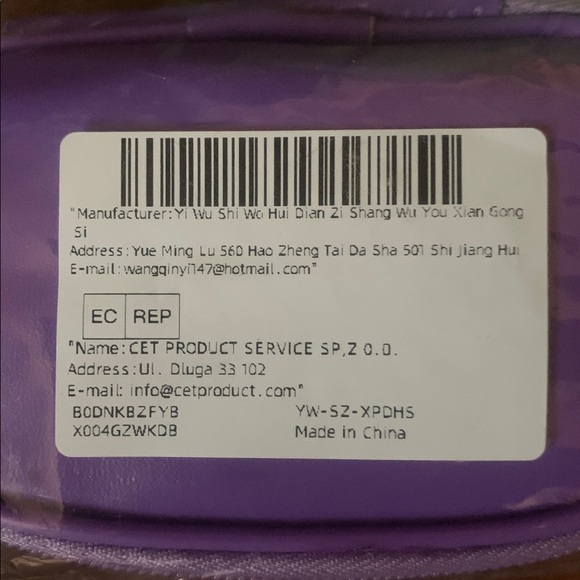 "Manufacturer:Yi Wu Shi Wo Hui Dian Zi Shang Wu You Xian Gong
Si
Address:Yue Ming Lu 560 Hao Zheng Tai Da Sha 501 Shi Jiang Hui
E-mail:wangqinyi147@hotmail.com"
EC REP
"Name:CET PRODUCT SERVICE SP,Z O.O.
Address:Ul. Dluga 33 102
E-mail: info@cetproduct.com"
B0DNKBZFYB YW-SZ-XPDHS
X004GZWKDB Made in China